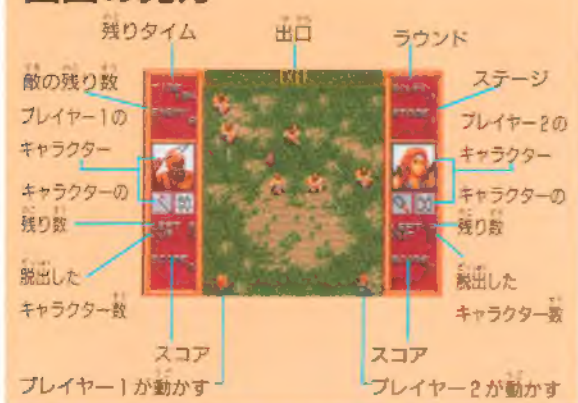 残りタイム
出口
ラウンド
敵の残り数
ステージ
プレイヤー1の
キャラクター
プレイヤー2の
キャラクター
キャラクターの
残り数
キャラクターの
残り数
脱出した
キャラクター数
脱出した
キャラクター数
スコア
スコア
プレイヤー1が動かす
プレイヤー2が動かす
EXIT